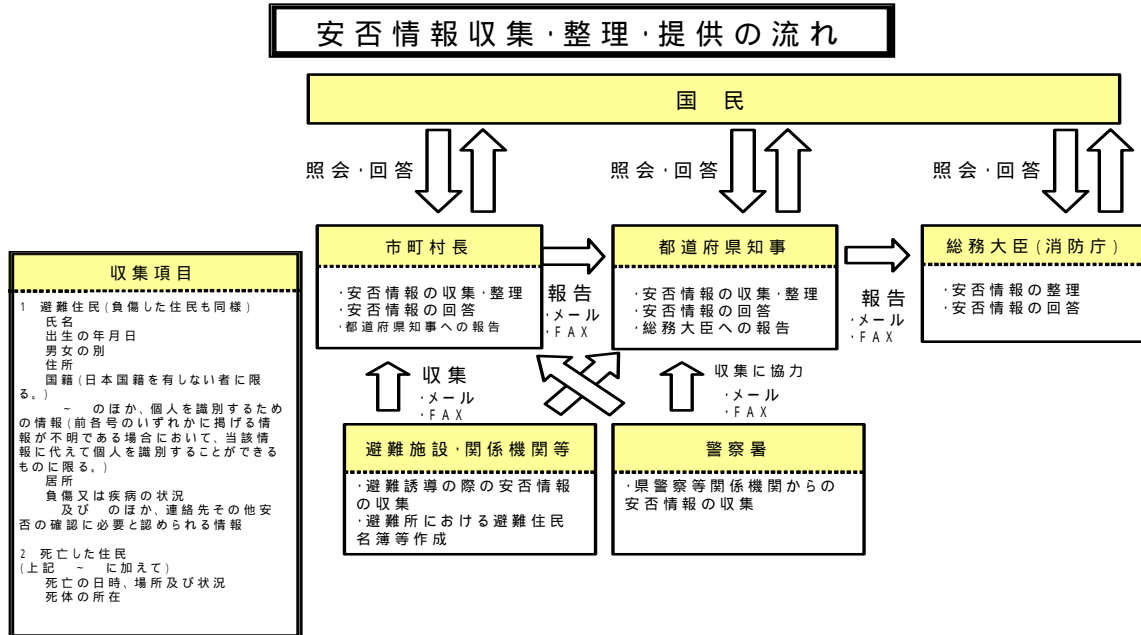 安否情報収集・整理・提供の流れ
国 民
照会・回答
照会・回答
照会・回答
市町村長
・安否情報の収集・整理
・安否情報の回答
・都道府県知事への報告
報告
・メール
・FAX
都道府県知事
・安否情報の収集・整理
・安否情報の回答
・総務大臣への報告
報告
・メール
・FAX
総務大臣(消防庁)
・安否情報の整理
・安否情報の回答
収集項目
1 避難住民(負傷した住民も同様)
氏名
出生の年月日
男女の別
住所
国籍(日本国籍を有しない者に限
る。)
~ のほか、個人を識別するため
の情報(前各号のいずれかに掲げる情
報が不明である場合において、当該情
報に代えて個人を識別することができる
ものに限る。)
居所
負傷又は疾病の状況
及び のほか、連絡先その他安
否の確認に必要と認められる情報
2 死亡した住民
(上記 ~ に加えて)
死亡の日時、場所及び状況
死体の所在
収集
・メール
・FAX
収集に協力
・メール
・FAX
避難施設・関係機関等
・避難誘導の際の安否情報
の収集
・避難所における避難住民
名簿等作成
警察署
・県警察等関係機関からの
安否情報の収集